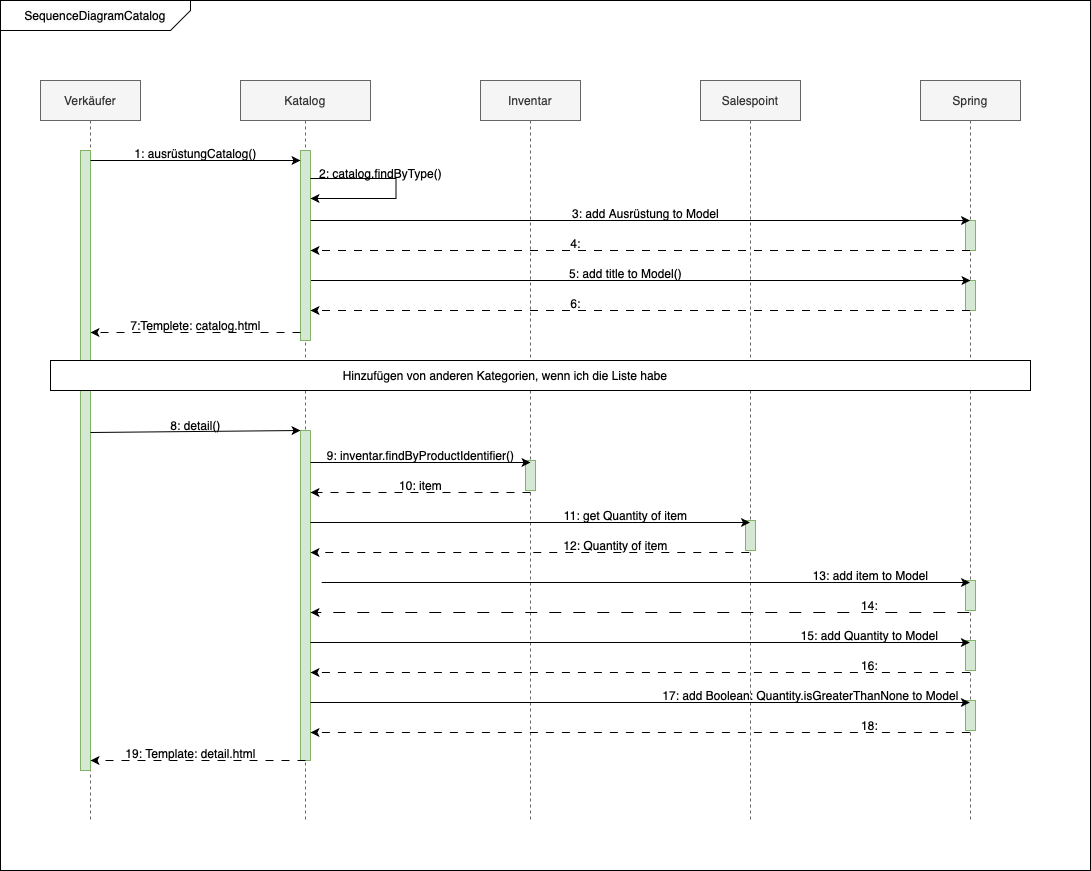 SequenceDiagramCatalog
Verkäufer
Katalog
Inventar
Salespoint
Spring
1: ausrüstungCatalog()
2: catalog.findByType()
3: add Ausrüstung to Model
4:
5: add title to Model()
6:
7:Templete: catalog.html
Hinzufügen von anderen Kategorien, wenn ich die Liste habe
8: detail()
9: inventar.findByProductIdentifier()
10: item
11: get Quantity of item
12: Quantity of item
13: add item to Model
14:
15: add Quantity to Model
16:
17: add Boolean: Quantity.isGreaterThanNone to Model
18:
19: Template: detail.html